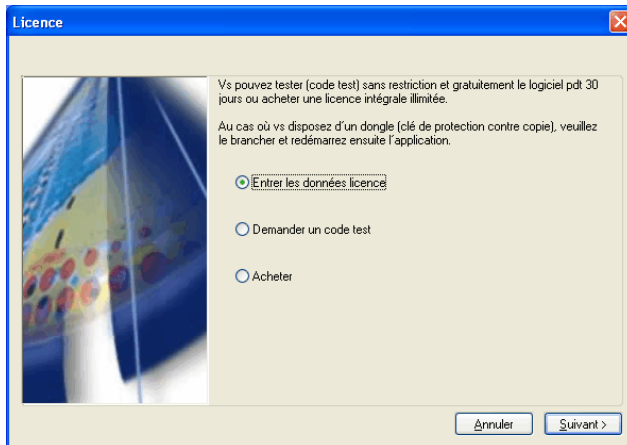 Licence
Vs pouvez tester (code test) sans restriction et gratuitement le logiciel pdt 30
jours ou acheter une licence intégrale illimitée.
Au cas où vs disposez d´un dongle (clé de protection contre copie), veuillez
le brancher et redémarrez ensuite l´application.
Entrer les données licence
Demander un code test
Acheter
Annuler
Suivant >